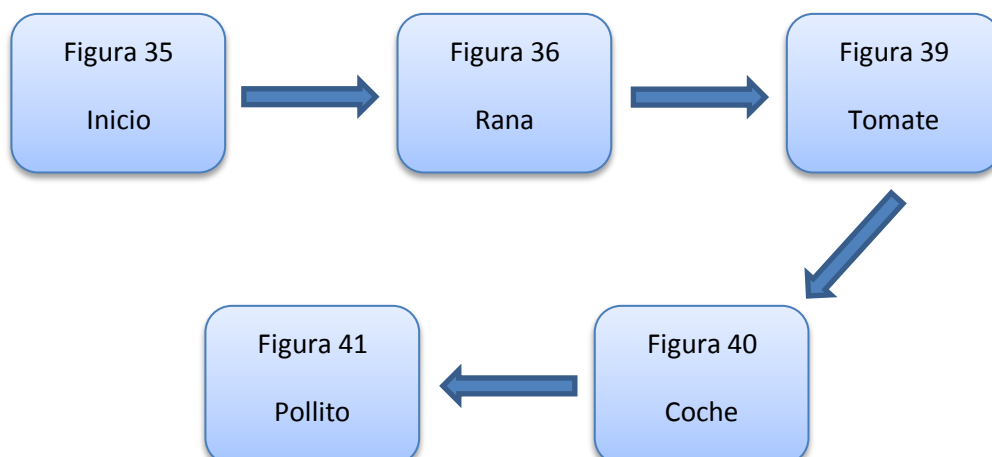 Figura 35
Inicio
Figura 36
Rana
Figura 39
Tomate
Figura 40
Coche
Figura 41
Pollito